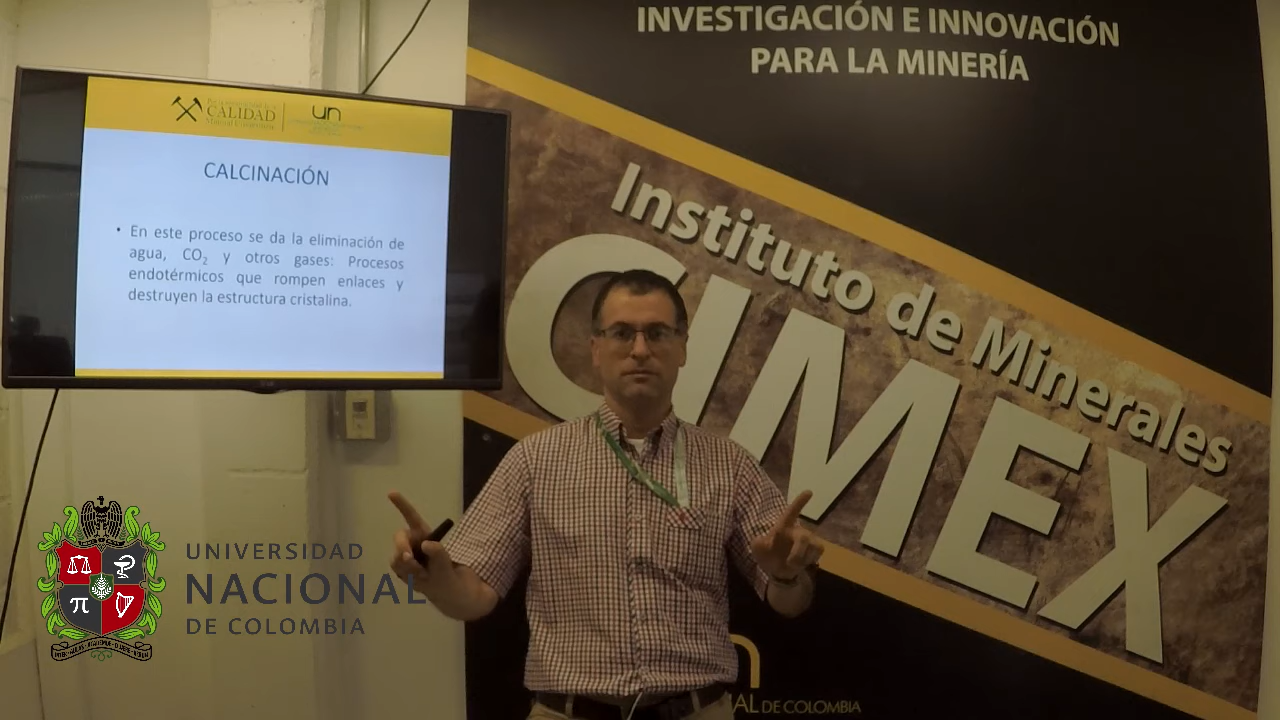 INVESTIGACIÓN E INNOVACIÓN
PARA LA MINERÍA
CALIDAD
un
CALCINACIÓN
• En este proceso se da la eliminación de
agua, CO₂ y otros gases: Procesos
endotérmicos que rompen enlaces y
destruyen la estructura cristalina.
Instituto de Minerales
CIMEX
UNIVERSIDAD
NACIONAL
DE COLOMBIA
AL DE COLOMBIA